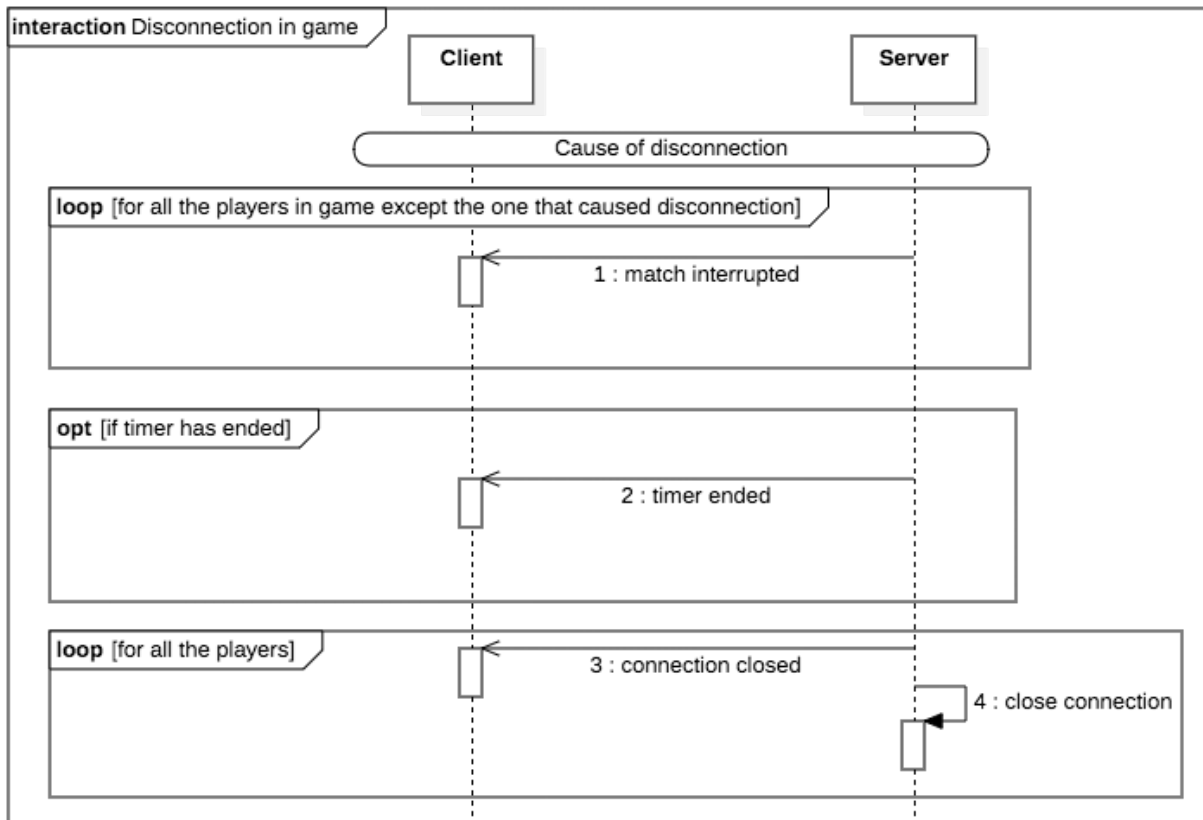 interaction Disconnection in game
Client
Server
Cause of disconnection
loop [for all the players in game except the one that caused disconnection]
1 : match interrupted
opt [if timer has ended]
2 : timer ended
loop [for all the players]
3 : connection closed
4 : close connection